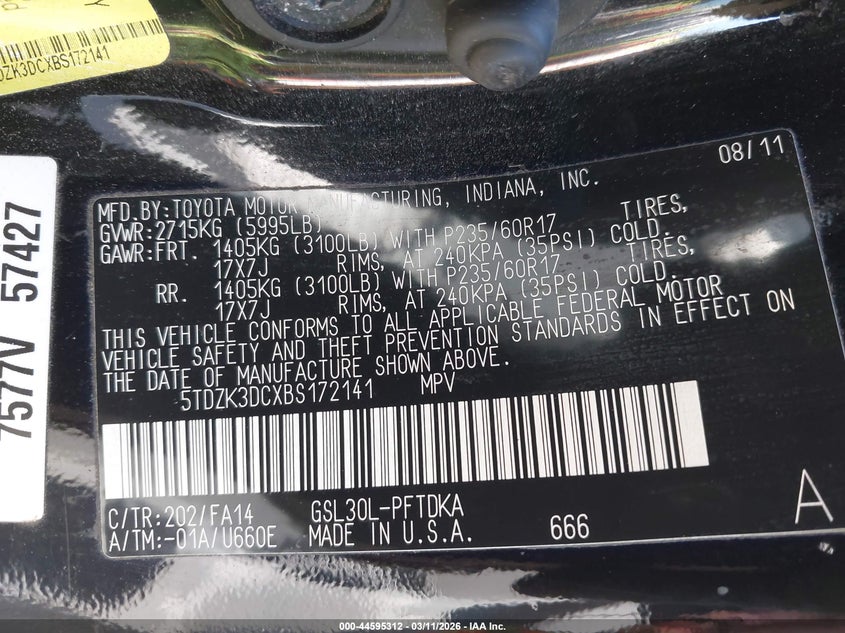 DZK3DCXBS172141
7577V 57427
08/11
MFD.BY:TOYOTA MOTOR MANUFACTURING, INDIANA, INC.
GVWR:2715KG (5995LB)
GAWR:FRT. 1405KG (3100LB) WITH P235/60R17 TIRES,
17X7J RIMS, AT 240KPA (35PSI) COLD.
RR. 1405KG (3100LB) WITH P235/60R17 TIRES,
17X7J RIMS, AT 240KPA (35PSI) COLD.
THIS VEHICLE CONFORMS TO ALL APPLICABLE FEDERAL MOTOR
VEHICLE SAFETY AND THEFT PREVENTION STANDARDS IN EFFECT ON
THE DATE OF MANUFACTURE SHOWN ABOVE.
5TDZK3DCXBS172141 MPV
C/TR:202/FA14 GSL30L-PFTDKA
A/TM:-01A/U660E MADE IN U.S.A. 666 A
000-44595312 - 03/11/2026 - IAA Inc.